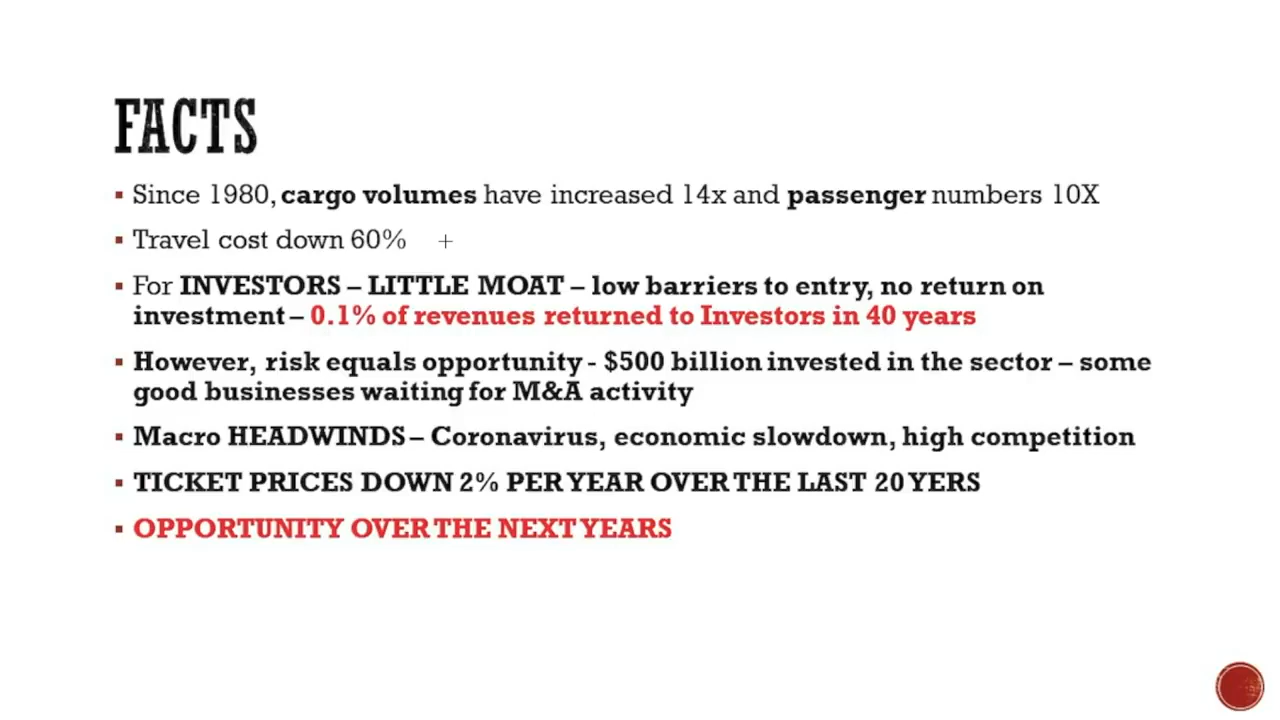 FACTS
Since 1980, cargo volumes have increased 14x and passenger numbers 10X
Travel cost down 60%
For INVESTORS – LITTLE MOAT – low barriers to entry, no return on
investment – 0.1% of revenues returned to Investors in 40 years
However, risk equals opportunity - $500 billion invested in the sector – some
good businesses waiting for M&A activity
Macro HEADWINDS – Coronavirus, economic slowdown, high competition
TICKET PRICES DOWN 2% PER YEAR OVER THE LAST 20 YERS
OPPORTUNITY OVER THE NEXT YEARS